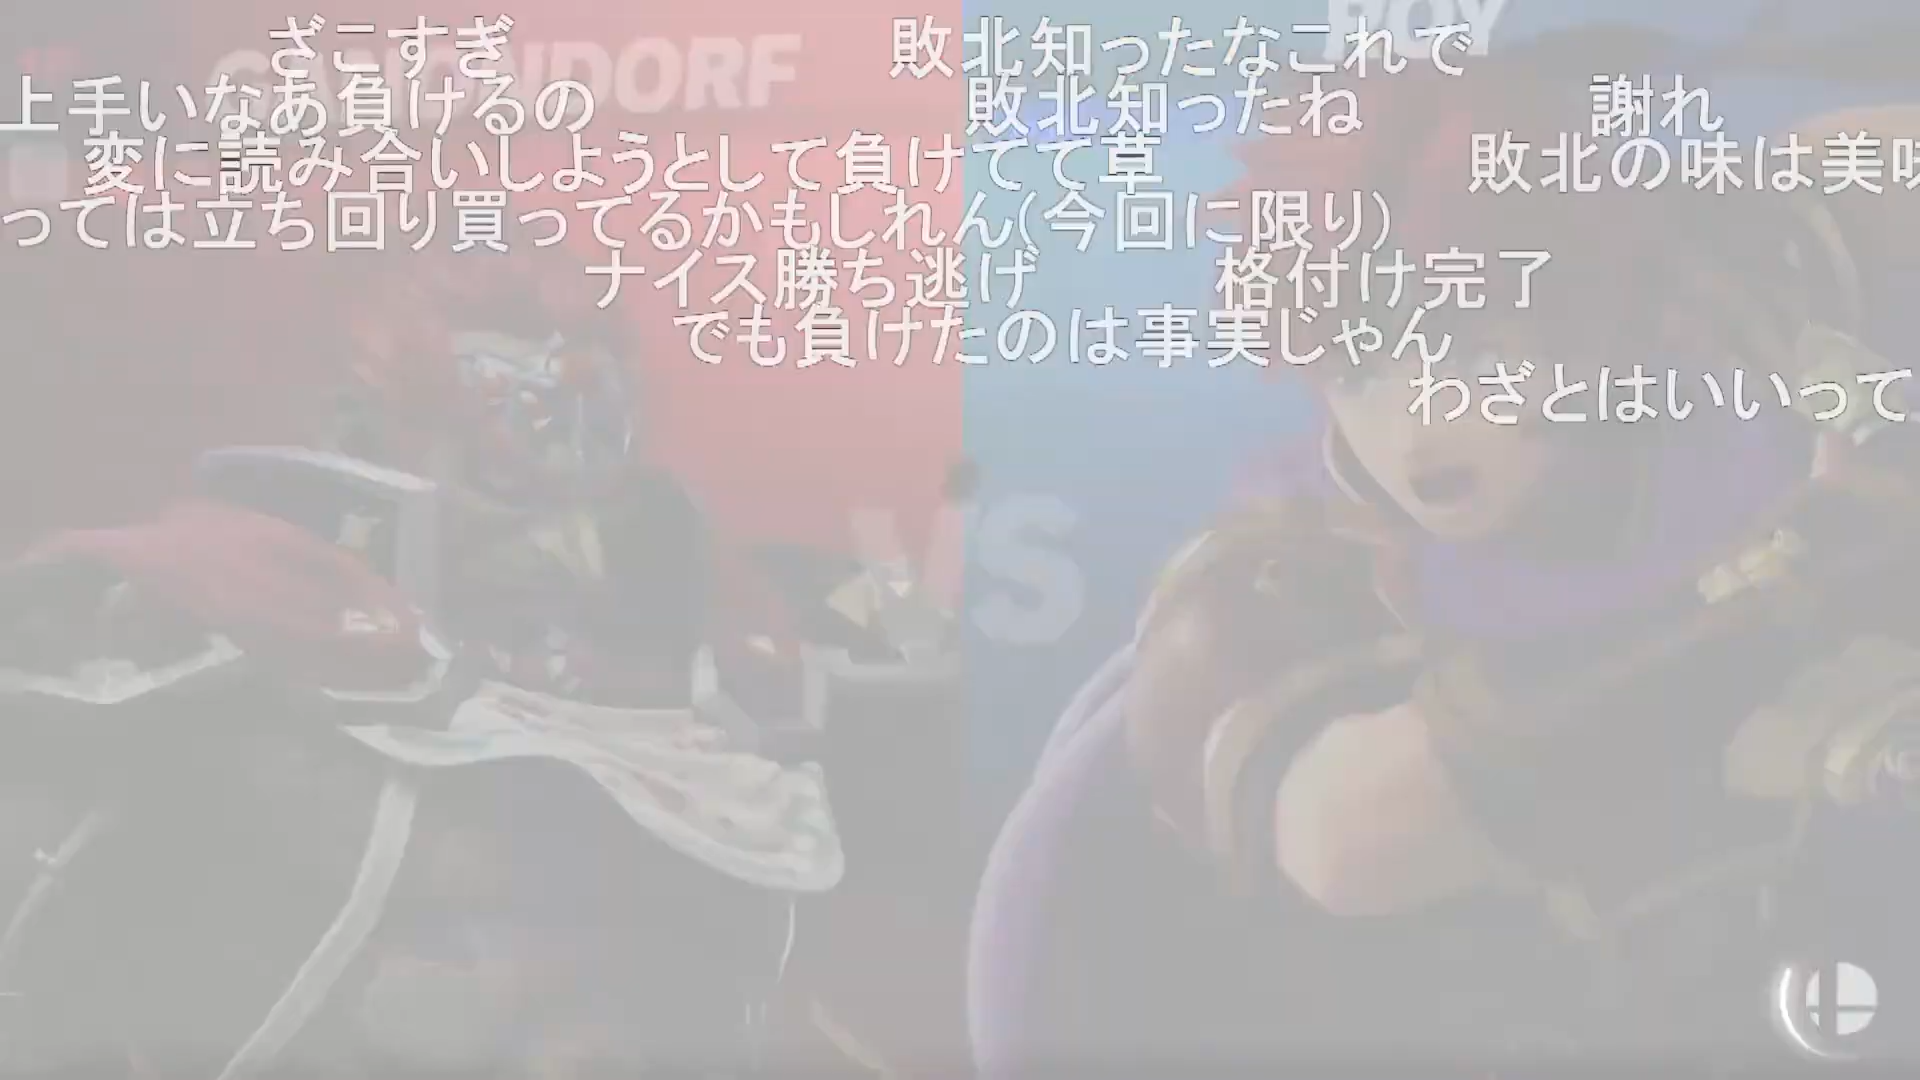 ざこすぎ
敗北知ったなこれで
GANONDORF
ROY
上手いなあ負けるの
敗北知ったね
謝れ
変に読み合いしようとして負けてて草
敗北の味は美味
っては立ち回り買ってるかもしれん(今回に限り)
ナイス勝ち逃げ
格付け完了
でも負けたのは事実じゃん
わざとはいいって
VS